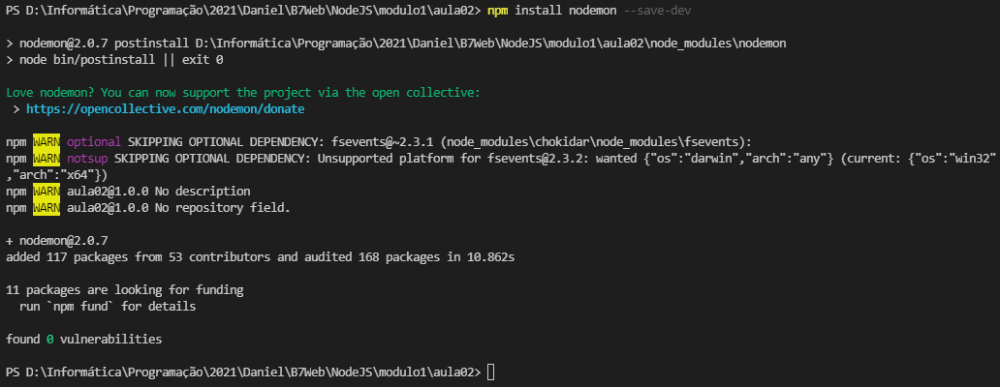 PS D:\Informática\Programação\2021\Daniel\B7Web\NodeJS\modulo1\aula02> npm install nodemon --save-dev
> nodemon@2.0.7 postinstall D:\Informática\Programação\2021\Daniel\B7Web\NodeJS\modulo1\aula02\node_modules\nodemon
> node bin/postinstall || exit 0
Love nodemon? You can now support the project via the open collective:
 > https://opencollective.com/nodemon/donate
npm WARN optional SKIPPING OPTIONAL DEPENDENCY: fsevents@~2.3.1 (node_modules\chokidar\node_modules\fsevents):
npm WARN notsup SKIPPING OPTIONAL DEPENDENCY: Unsupported platform for fsevents@2.3.2: wanted {"os":"darwin","arch":"any"} (current: {"os":"win32"
,"arch":"x64"})
npm WARN aula02@1.0.0 No description
npm WARN aula02@1.0.0 No repository field.
+ nodemon@2.0.7
added 117 packages from 53 contributors and audited 168 packages in 10.862s
11 packages are looking for funding
  run `npm fund` for details
found 0 vulnerabilities
PS D:\Informática\Programação\2021\Daniel\B7Web\NodeJS\modulo1\aula02>